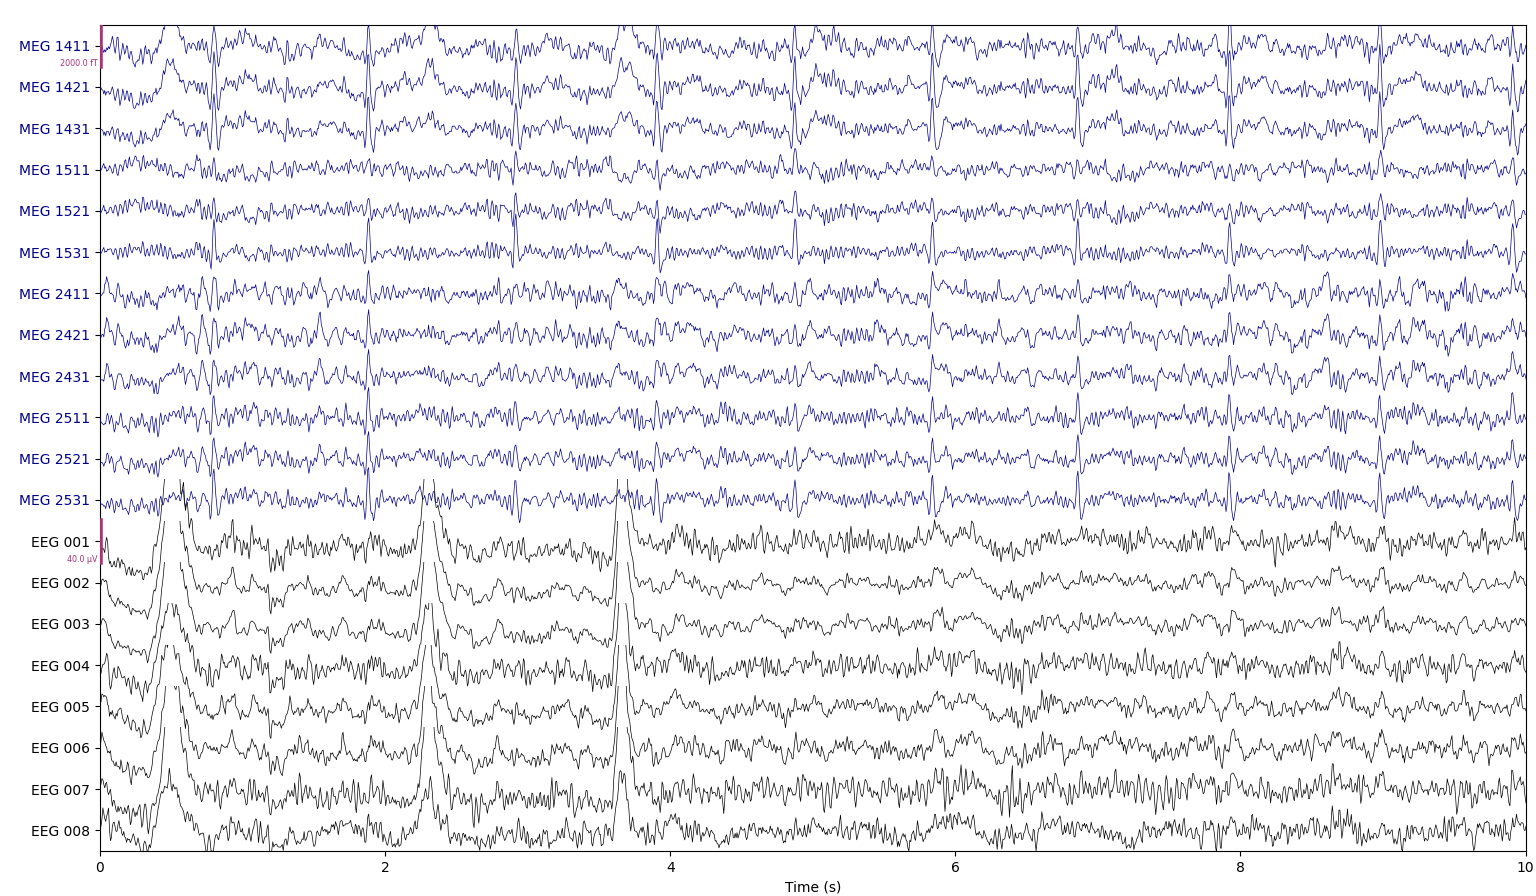 MEG 1411
2000.0 fT
MEG 1421
MEG 1431
MEG 1511
MEG 1521
MEG 1531
MEG 2411
MEG 2421
MEG 2431
MEG 2511
MEG 2521
MEG 2531
EEG 001
40.0 µV
EEG 002
EEG 003
EEG 004
EEG 005
EEG 006
EEG 007
EEG 008
0 2 4 6 8 10
Time (s)